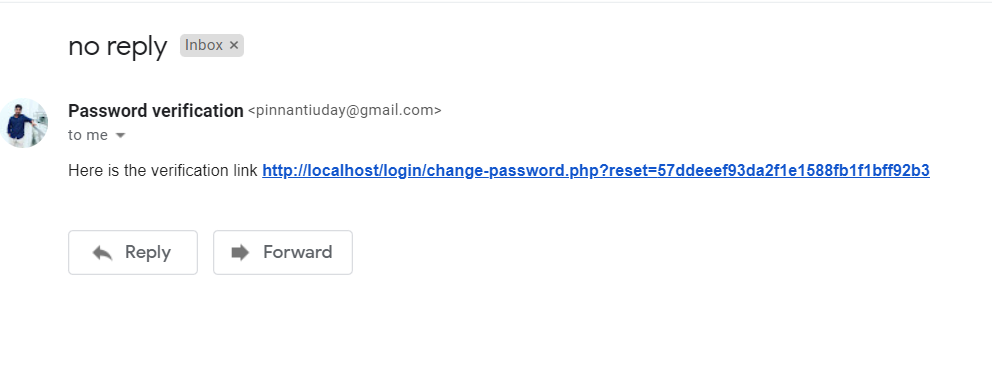 no reply Inbox ×
Password verification <pinnantiuday@gmail.com>
to me
Here is the verification link http://localhost/login/change-password.php?reset=57ddeeef93da2f1e1588fb1f1bff92b3
Reply Forward